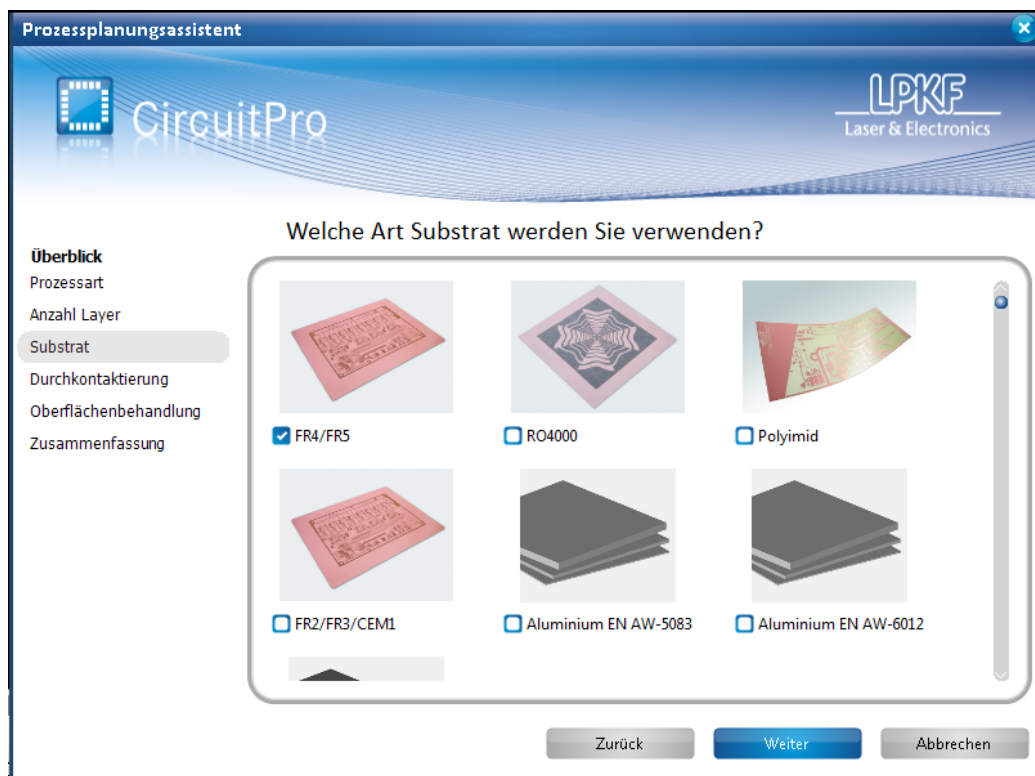 Prozessplanungsassistent
CircuitPro
LPKF
Laser & Electronics
Welche Art Substrat werden Sie verwenden?
Überblick
Prozessart
Anzahl Layer
Substrat
Durchkontaktierung
Oberflächenbehandlung
Zusammenfassung
FR4/FR5
RO4000
Polyimid
FR2/FR3/CEM1
Aluminium EN AW-5083
Aluminium EN AW-6012
Zurück
Weiter
Abbrechen